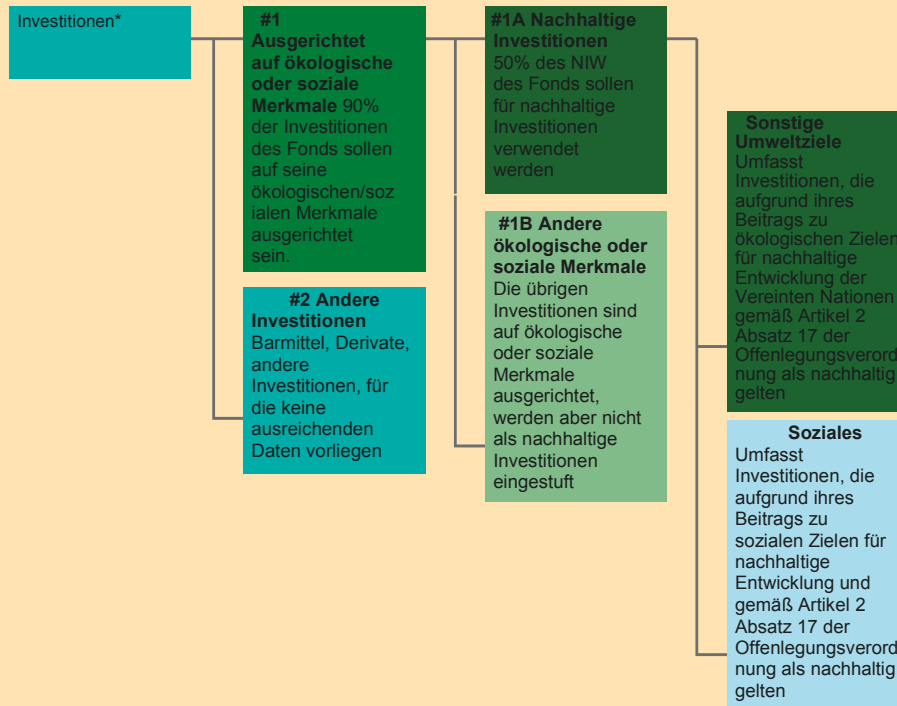 Investitionen*
#1
Ausgerichtet
auf ökologische
oder soziale
Merkmale 90%
der Investitionen
des Fonds sollen
auf seine
ökologischen/soz
ialen Merkmale
ausgerichtet
sein.
#2 Andere
Investitionen
Barmittel, Derivate,
andere
Investitionen, für
die keine
ausreichenden
Daten vorliegen
#1A Nachhaltige
Investitionen
50% des NIW
des Fonds sollen
für nachhaltige
Investitionen
verwendet
werden
#1B Andere
ökologische oder
soziale Merkmale
Die übrigen
Investitionen sind
auf ökologische
oder soziale
Merkmale
ausgerichtet,
werden aber nicht
als nachhaltige
Investitionen
eingestuft
Sonstige
Umweltziele
Umfasst
Investitionen, die
aufgrund ihres
Beitrags zu
ökologischen Zielen
für nachhaltige
Entwicklung der
Vereinten Nationen
gemäß Artikel 2
Absatz 17 der
Offenlegungsverord
nung als nachhaltig
gelten
Soziales
Umfasst
Investitionen, die
aufgrund ihres
Beitrags zu
sozialen Zielen für
nachhaltige
Entwicklung und
gemäß Artikel 2
Absatz 17 der
Offenlegungsverord
nung als nachhaltig
gelten